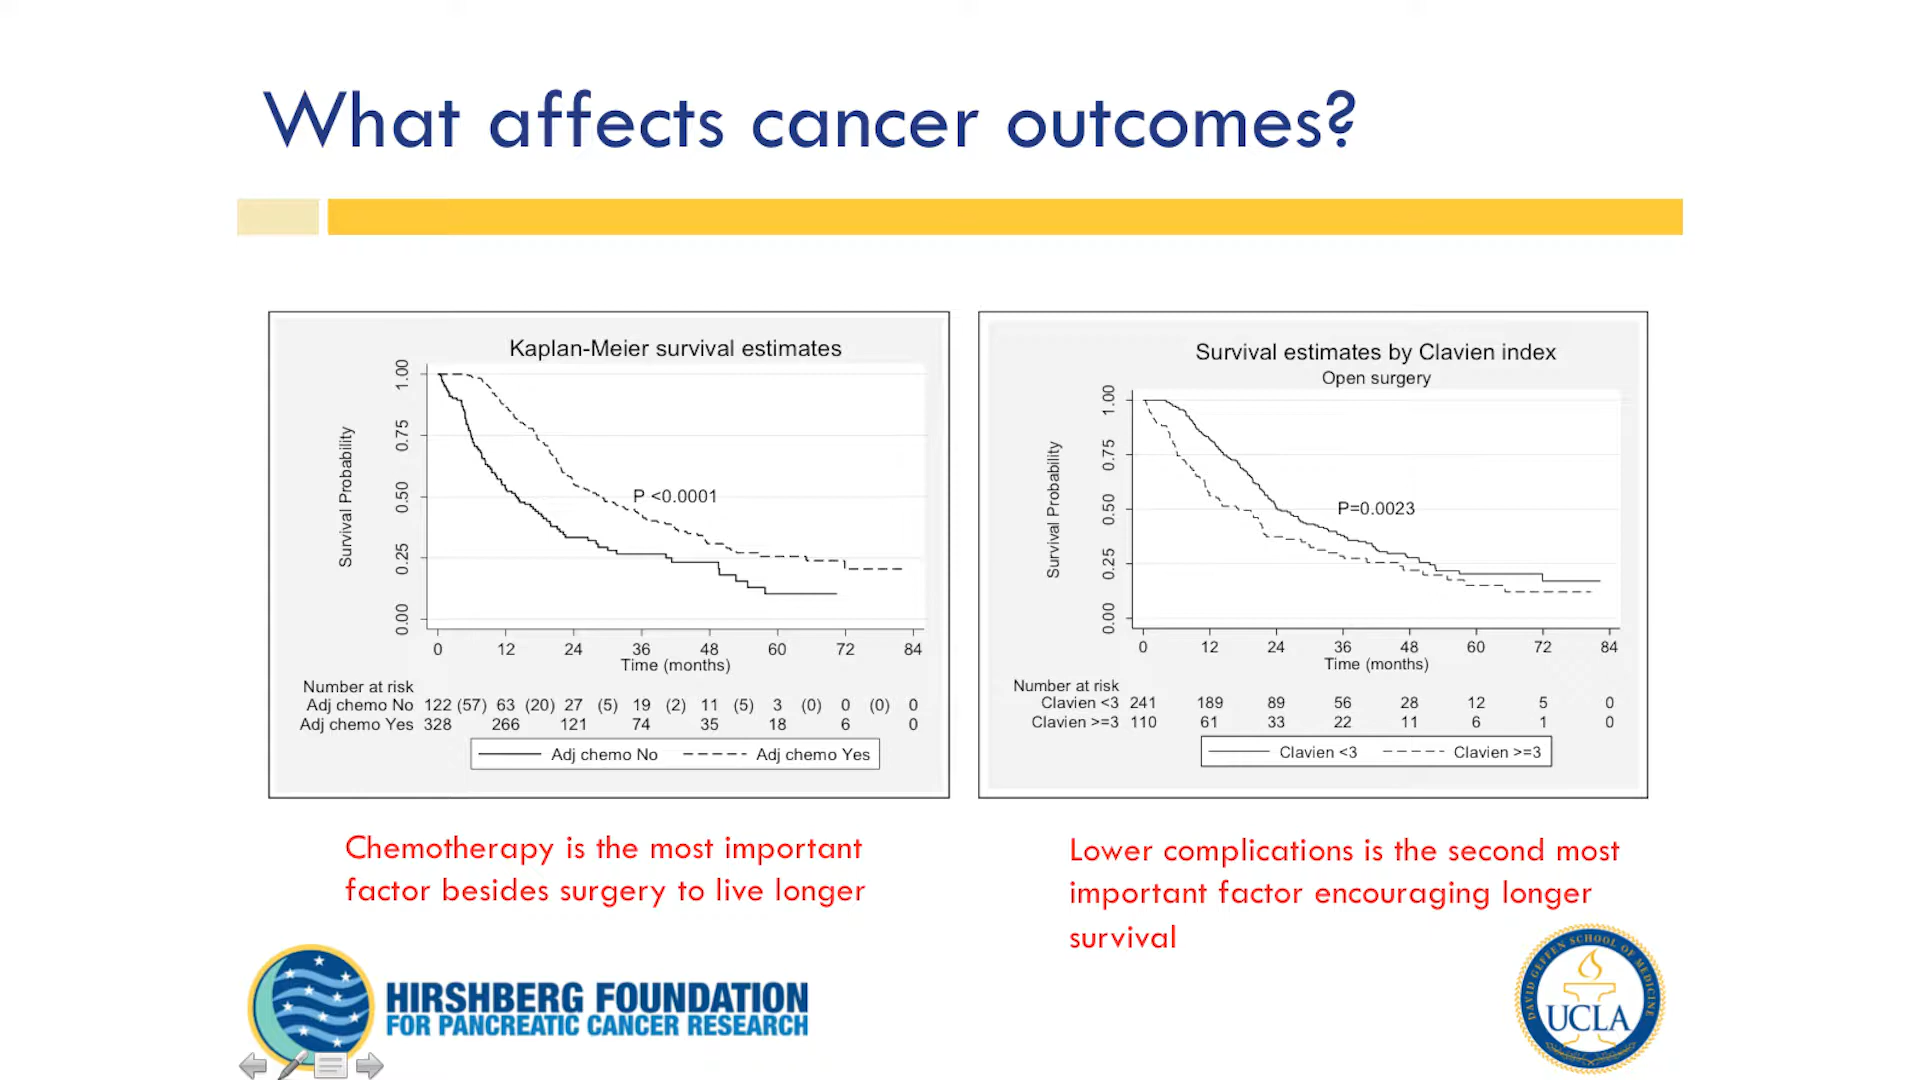 What affects cancer outcomes?
Kaplan-Meier survival estimates
Survival Probability
1.00
0.75
0.50
0.25
0.00
P <0.0001
0 12 24 36 48 60 72 84
Time (months)
Number at risk
Adj chemo No 122 (57) 63 (20) 27 (5) 19 (2) 11 (5) 3 (0) 0 (0) 0
Adj chemo Yes 328 266 121 74 35 18 6 0
Adj chemo No Adj chemo Yes
Survival estimates by Clavien index
Open surgery
Survival Probability
1.00
0.75
0.50
0.25
0.00
P=0.0023
0 12 24 36 48 60 72 84
Time (months)
Number at risk
Clavien <3 241 189 89 56 28 12 5 0
Clavien >=3 110 61 33 22 11 6 1 0
Clavien <3 Clavien >=3
Chemotherapy is the most important
factor besides surgery to live longer
Lower complications is the second most
important factor encouraging longer
survival
HIRSHBERG FOUNDATION
FOR PANCREATIC CANCER RESEARCH
DAVID GEFFEN SCHOOL OF MEDICINE
UCLA